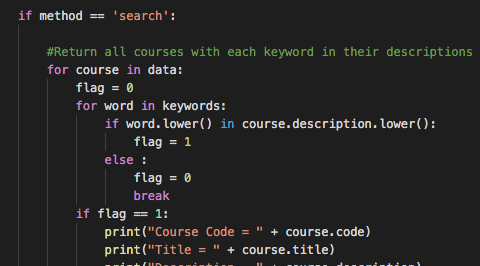 if method == 'search':
#Return all courses with each keyword in their descriptions
for course in data:
flag = 0
for word in keywords:
if word.lower() in course.description.lower():
flag = 1
else :
flag = 0
break
if flag == 1:
print("Course Code = " + course.code)
print("Title = " + course.title)
print("Description = " + course.description)